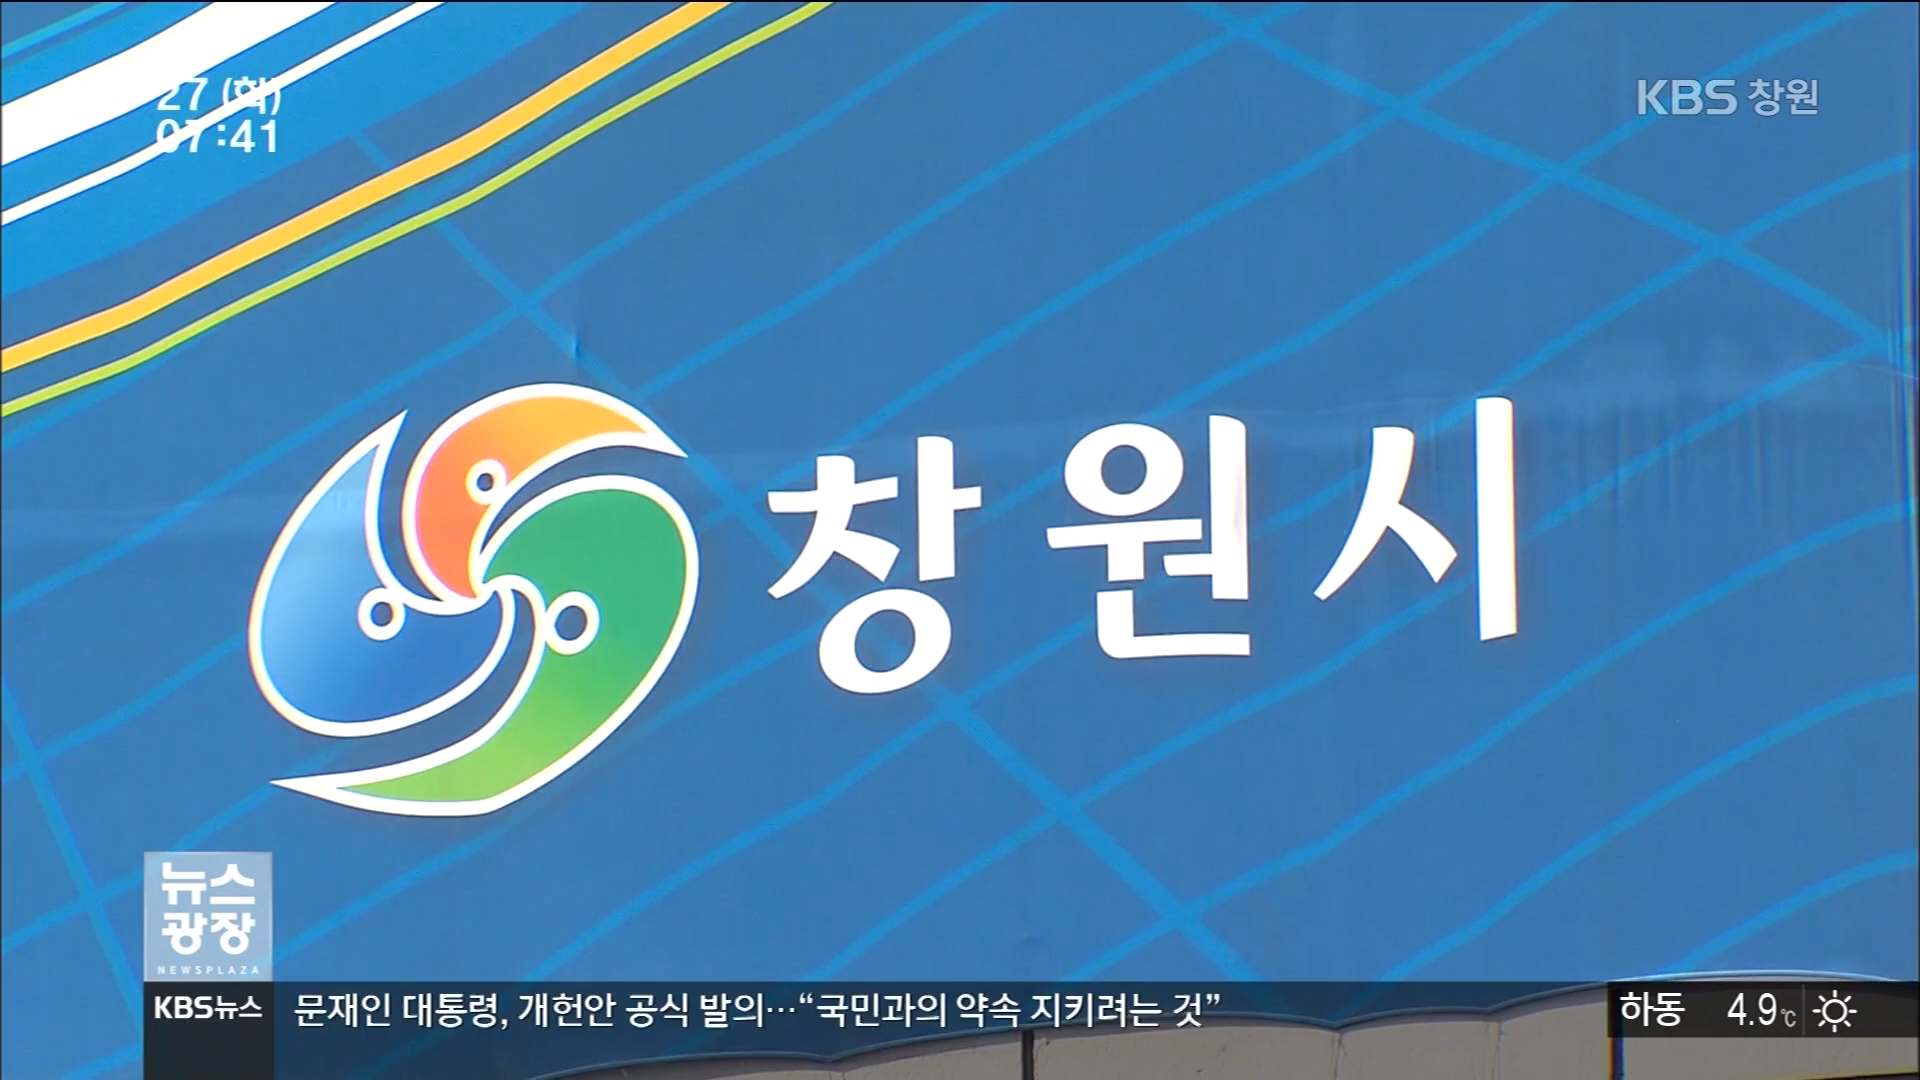 27 (화)
07:41
KBS 창원
창원시
뉴스
광장
NEWSPLAZA
KBS뉴스
문재인 대통령, 개헌안 공식 발의…“국민과의 약속 지키려는 것”
하동 4.9℃